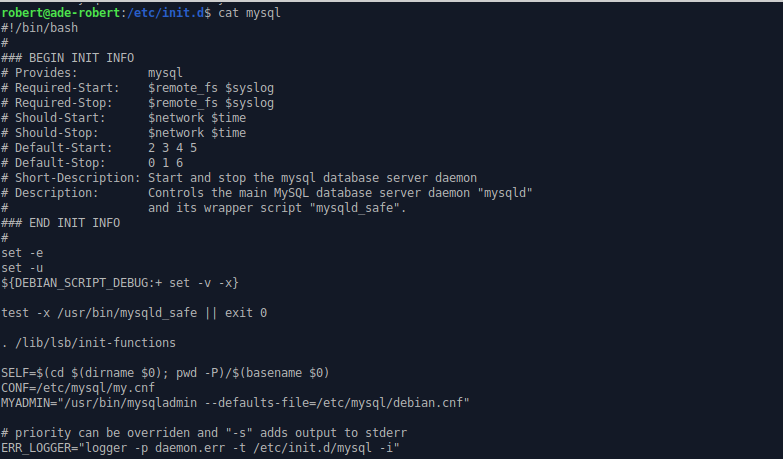 robert@ade-robert:/etc/init.d$ cat mysql
#!/bin/bash
#
### BEGIN INIT INFO
# Provides:          mysql
# Required-Start:    $remote_fs $syslog
# Required-Stop:     $remote_fs $syslog
# Should-Start:      $network $time
# Should-Stop:       $network $time
# Default-Start:     2 3 4 5
# Default-Stop:      0 1 6
# Short-Description: Start and stop the mysql database server daemon
# Description:       Controls the main MySQL database server daemon "mysqld"
#                    and its wrapper script "mysqld_safe".
### END INIT INFO
#
set -e
set -u
${DEBIAN_SCRIPT_DEBUG:+ set -v -x}

test -x /usr/bin/mysqld_safe || exit 0

. /lib/lsb/init-functions

SELF=$(cd $(dirname $0); pwd -P)/$(basename $0)
CONF=/etc/mysql/my.cnf
MYADMIN="/usr/bin/mysqladmin --defaults-file=/etc/mysql/debian.cnf"

# priority can be overriden and "-s" adds output to stderr
ERR_LOGGER="logger -p daemon.err -t /etc/init.d/mysql -i"